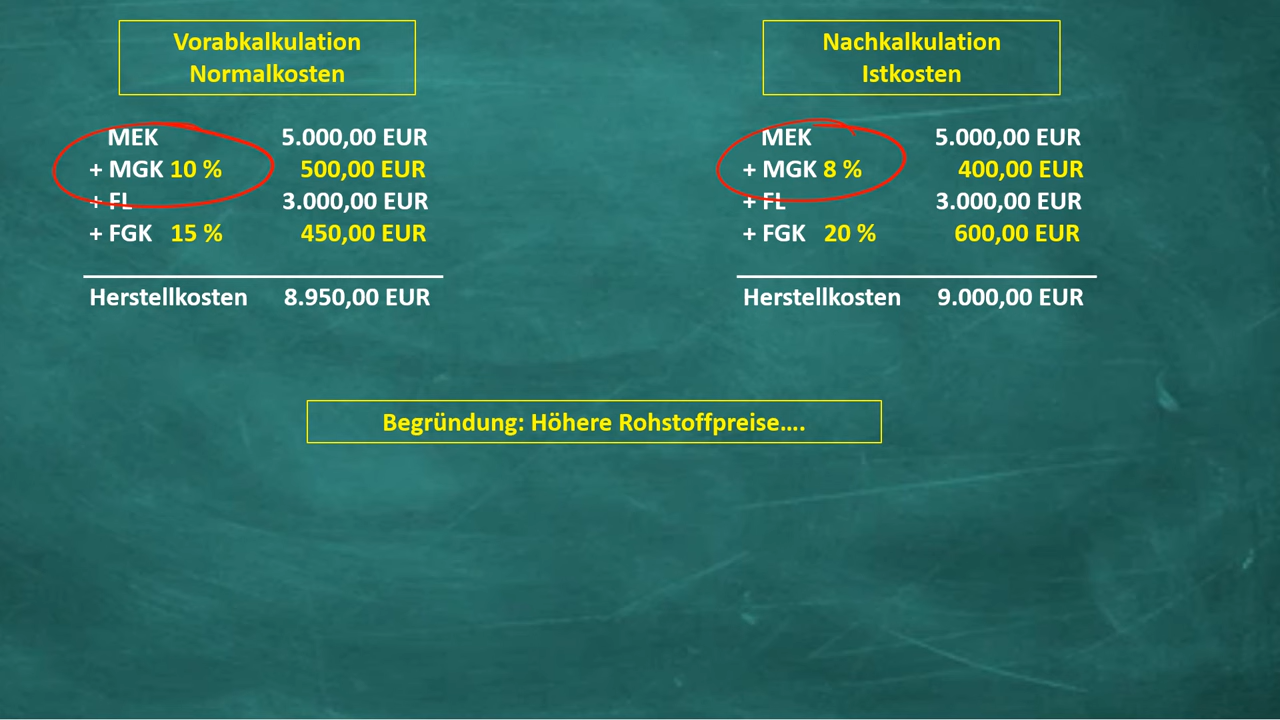 Vorabkalkulation
Normalkosten
MEK 5.000,00 EUR
+ MGK 10 % 500,00 EUR
+ FL 3.000,00 EUR
+ FGK 15 % 450,00 EUR
Herstellkosten 8.950,00 EUR
Nachkalkulation
Istkosten
MEK 5.000,00 EUR
+ MGK 8 % 400,00 EUR
+ FL 3.000,00 EUR
+ FGK 20 % 600,00 EUR
Herstellkosten 9.000,00 EUR
Begründung: Höhere Rohstoffpreise....